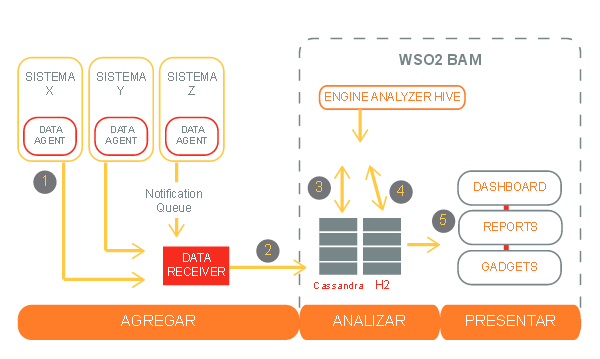 WSO2 BAM
SISTEMA
X
SISTEMA
Y
SISTEMA
Z
DATA
AGENT
DATA
AGENT
DATA
AGENT
ENGINE ANALYZER HIVE
1
Notification
Queue
2
3
4
5
DATA
RECEIVER
Cassandra
H2
DASHBOARD
REPORTS
GADGETS
AGREGAR
ANALIZAR
PRESENTAR